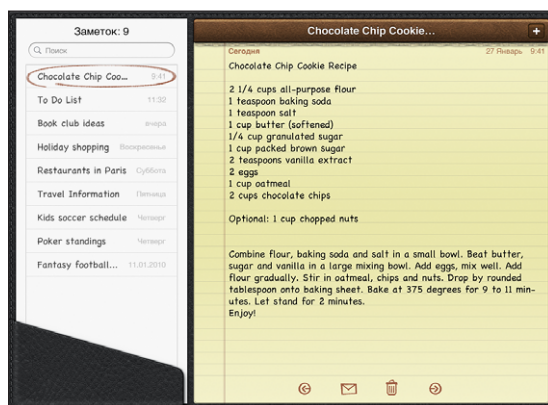 Заметок: 9
Поиск
Chocolate Chip Coo... 9:41
To Do List 11:32
Book club ideas вчера
Holiday shopping Воскресенье
Restaurants in Paris Суббота
Travel Information Пятница
Kids soccer schedule Четверг
Poker standings Четверг
Fantasy football... 11.01.2010
Chocolate Chip Cookie...
+
Сегодня 27 Январь 9:41
Chocolate Chip Cookie Recipe
2 1/4 cups all-purpose flour
1 teaspoon baking soda
1 teaspoon salt
1 cup butter (softened)
1/4 cup granulated sugar
1 cup packed brown sugar
2 teaspoons vanilla extract
2 eggs
1 cup oatmeal
2 cups chocolate chips
Optional: 1 cup chopped nuts
Combine flour, baking soda and salt in a small bowl. Beat butter,
sugar and vanilla in a large mixing bowl. Add eggs, mix well. Add
flour gradually. Stir in oatmeal, chips and nuts. Drop by rounded
tablespoon onto baking sheet. Bake at 375 degrees for 9 to 11 min-
utes. Let stand for 2 minutes.
Enjoy!